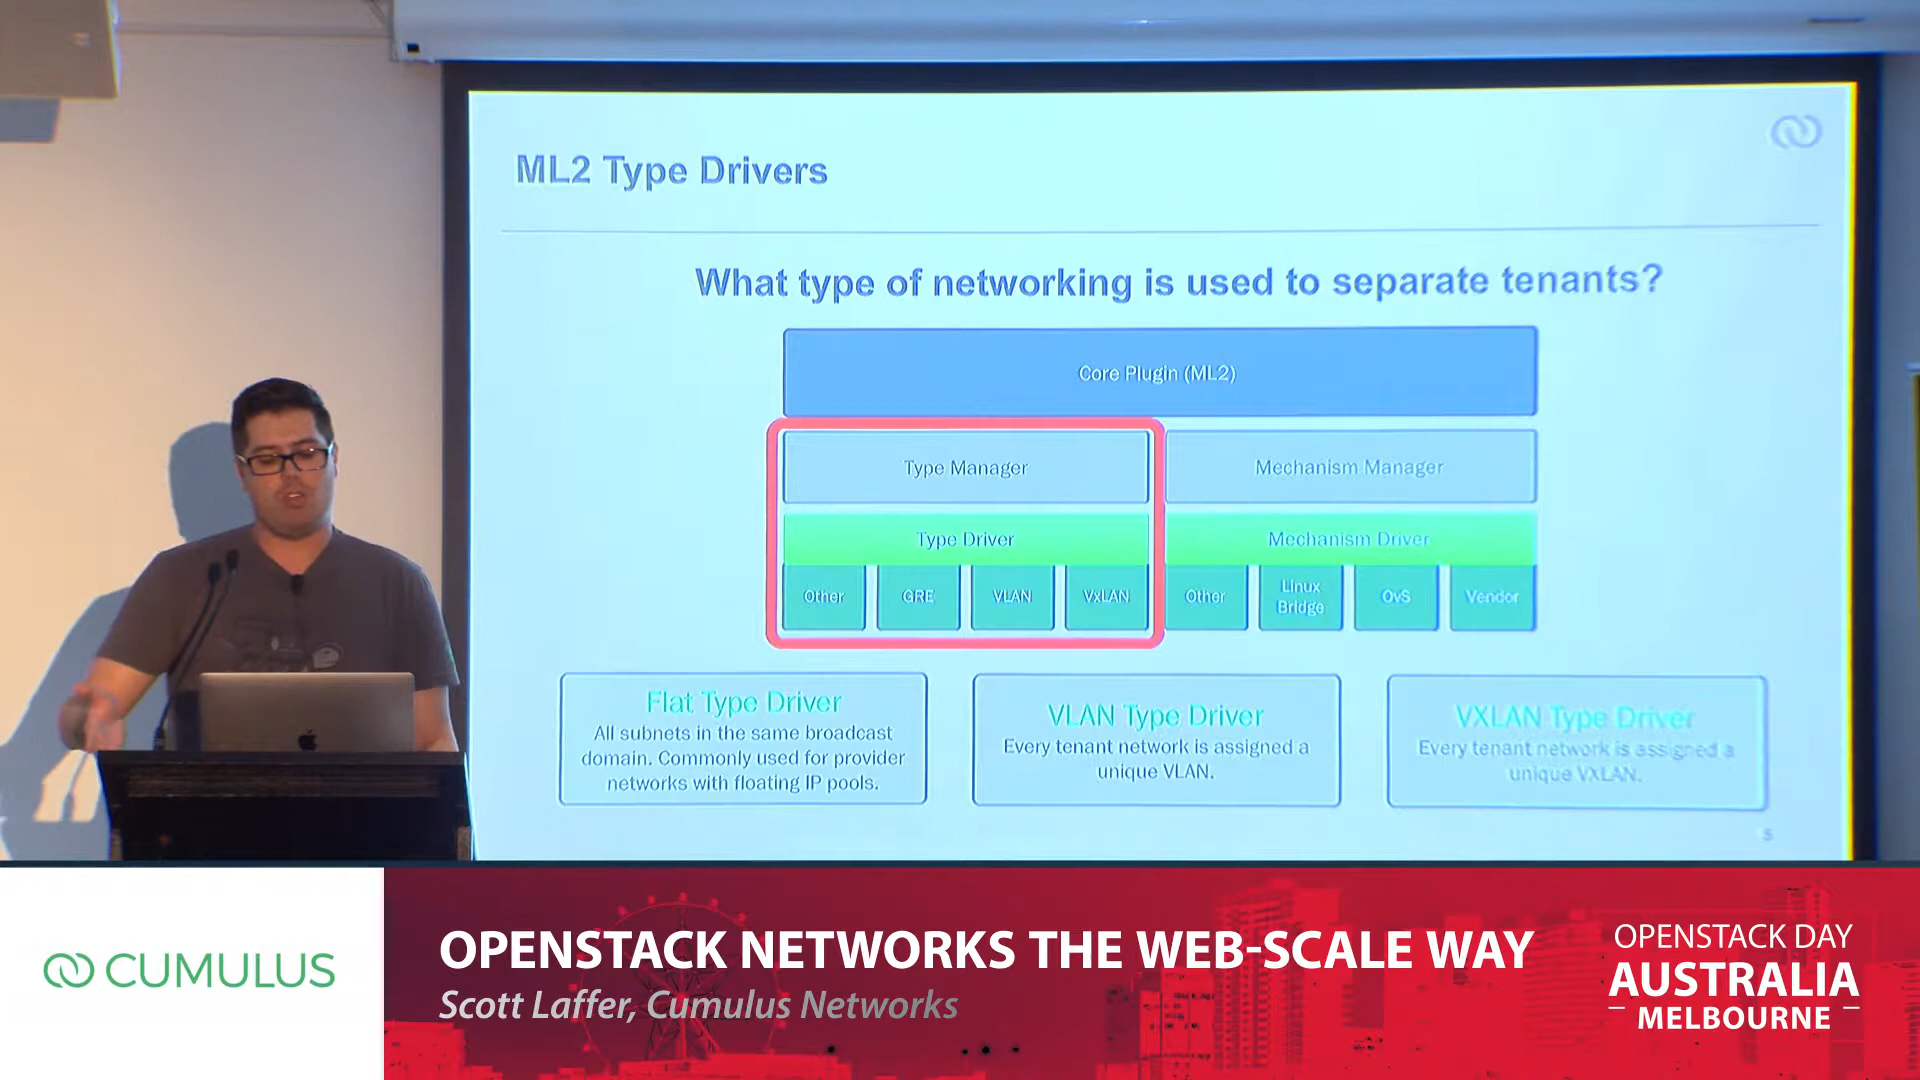 ML2 Type Drivers
What type of networking is used to separate tenants?
Core Plugin (ML2)
Type Manager
Mechanism Manager
Type Driver
Mechanism Driver
Other
GRE
VLAN
VxLAN
Other
Linux
Bridge
OvS
Vendor
Flat Type Driver
All subnets in the same broadcast
domain. Commonly used for provider
networks with floating IP pools.
VLAN Type Driver
Every tenant network is assigned a
unique VLAN.
VXLAN Type Driver
Every tenant network is assigned a
unique VXLAN.
5
CUMULUS
OPENSTACK NETWORKS THE WEB-SCALE WAY
Scott Laffer, Cumulus Networks
OPENSTACK DAY
AUSTRALIA
MELBOURNE